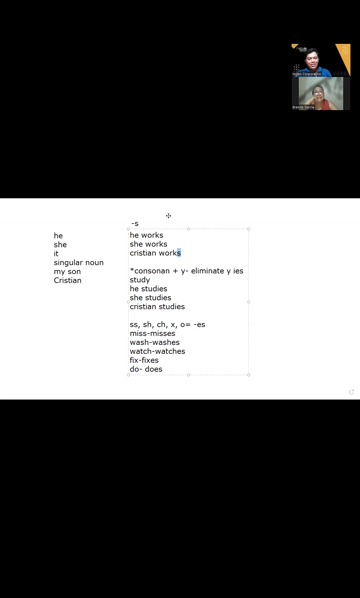 -s
he
she
it
singular noun
my son
Cristian
he works
she works
cristian works
*consonan + y- eliminate y ies
study
he studies
she studies
cristian studies
ss, sh, ch, x, o= -es
miss-misses
wash-washes
watch-watches
fix-fixes
do- does